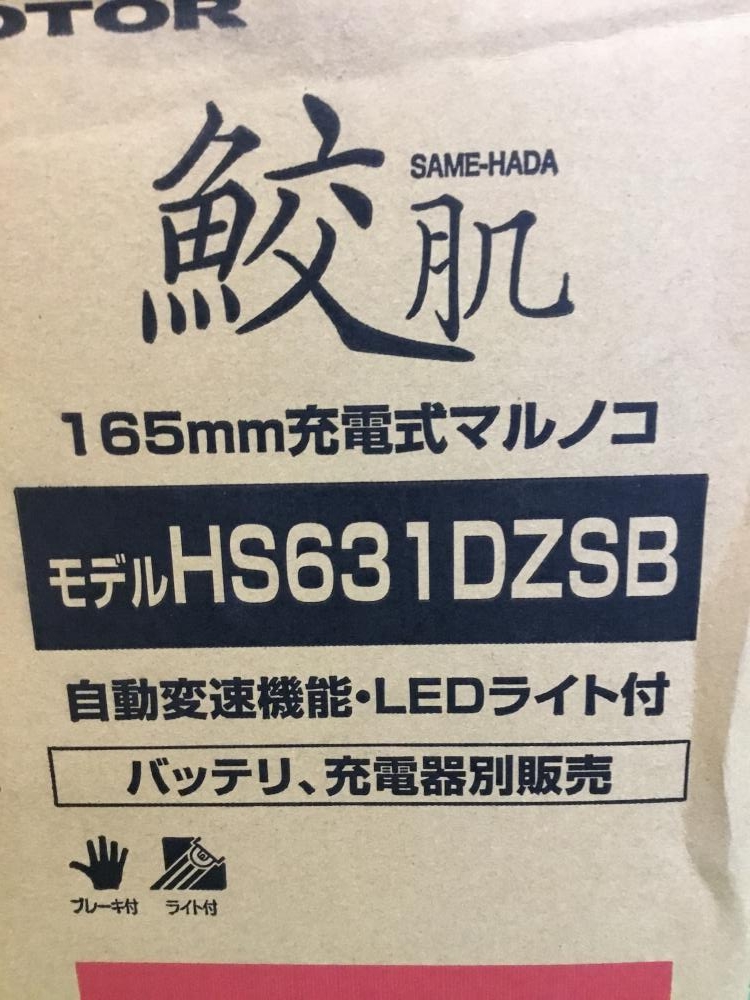 OTOR
SAME-HADA
鮫肌
165mm充電式マルノコ
モデルHS631DZSB
自動変速機能・LEDライト付
バッテリ、充電器別販売
ブレーキ付 ライト付